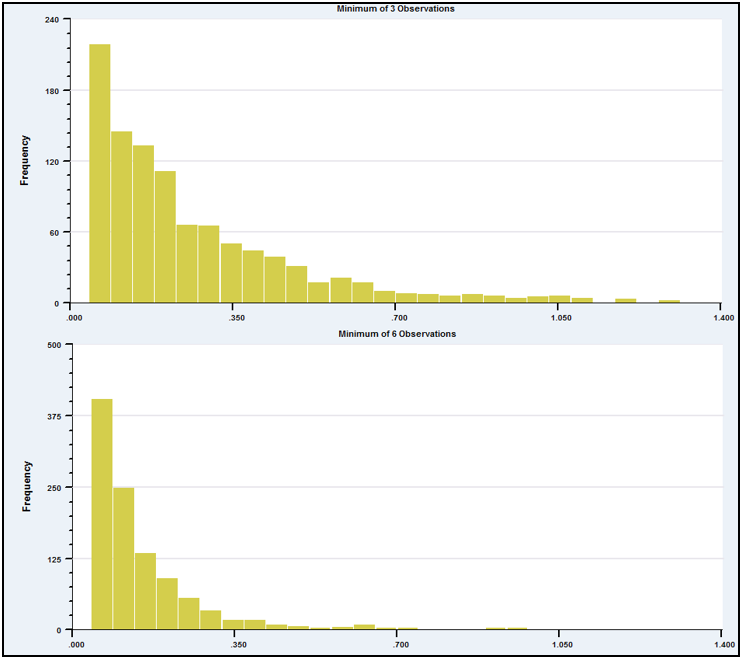 Minimum of 3 Observations
240
180
120
60
0
Frequency
.000 .350 .700 1.050 1.400
Minimum of 6 Observations
500
375
250
125
0
Frequency
.000 .350 .700 1.050 1.400